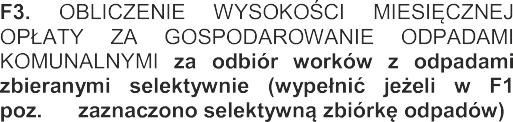 F3. OBLICZENIE WYSOKOŚCI MIESIĘCZNEJ
OPŁATY ZA GOSPODAROWANIE ODPADAMI
KOMUNALNYMI za odbiór worków z odpadami
zbieranymi selektywnie (wypełnić jeżeli w F1
poz. zaznaczono selektywną zbiórkę odpadów)